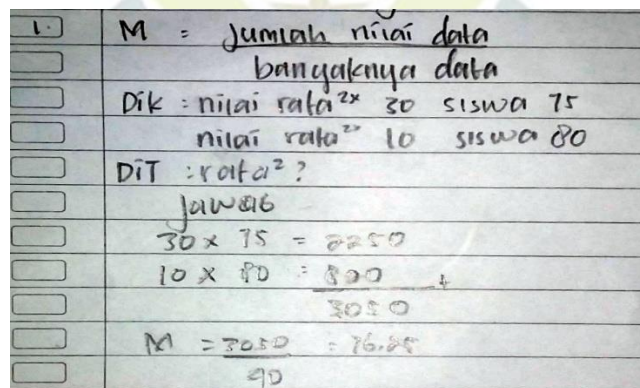 1. M = Jumlah nilai data
banyaknya data
Dik : nilai rata²ˣ 30 siswa 75
nilai rata²ˣ 10 siswa 80
DiT : rata² ?
Jawab
30 x 75 = 2250
10 x 80 = 800 +
3050
M = 3050 = 76.25
40